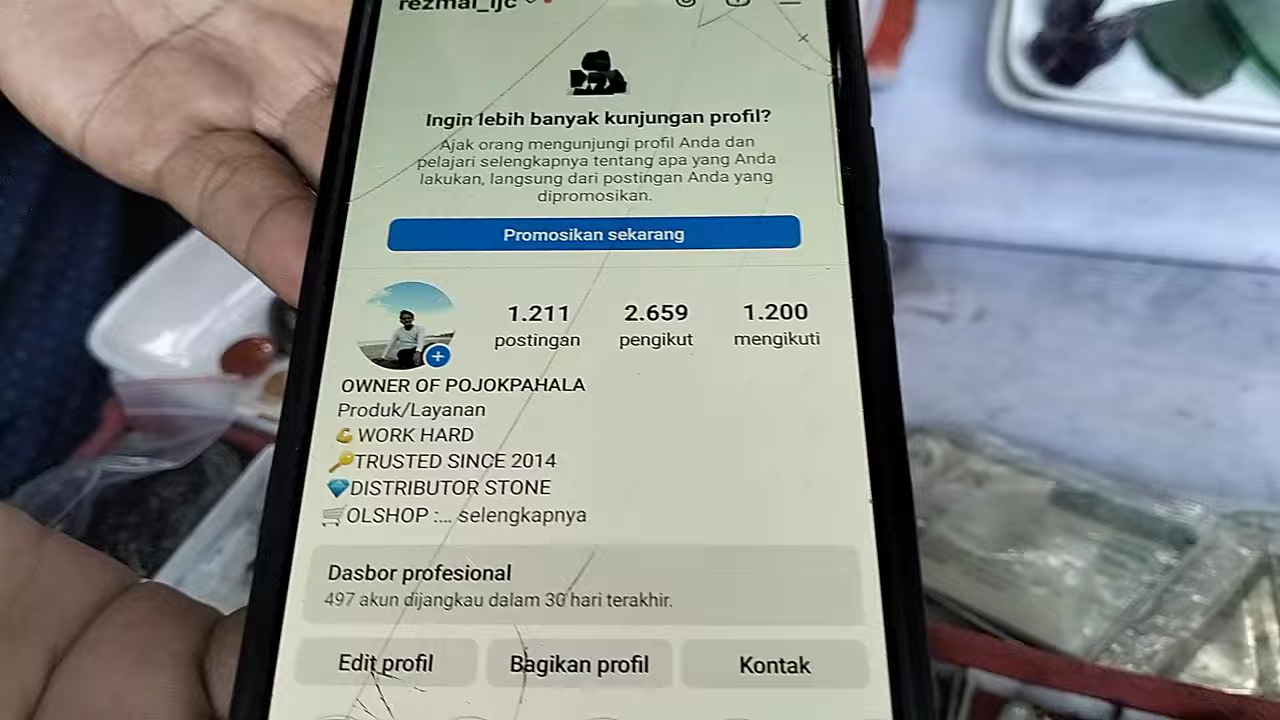 rezmal_ljc
Ingin lebih banyak kunjungan profil?
Ajak orang mengunjungi profil Anda dan
pelajari selengkapnya tentang apa yang Anda
lakukan, langsung dari postingan Anda yang
dipromosikan.
Promosikan sekarang
1.211 2.659 1.200
postingan pengikut mengikuti
OWNER OF POJOKPAHALA
Produk/Layanan
💪WORK HARD
🔑TRUSTED SINCE 2014
💎DISTRIBUTOR STONE
🛒OLSHOP :... selengkapnya
Dasbor profesional
497 akun dijangkau dalam 30 hari terakhir.
Edit profil Bagikan profil Kontak